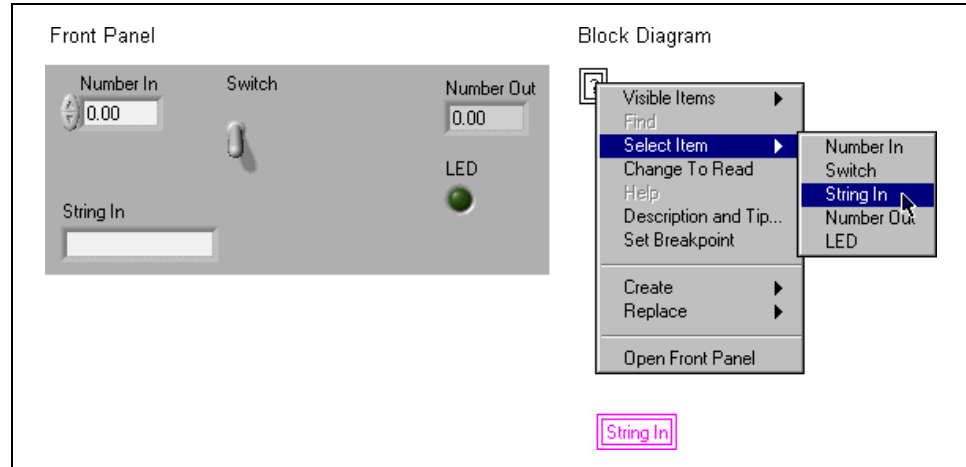 Front Panel
Block Diagram
Number In
Switch
Number Out
0.00
0.00
LED
String In
?
Visible Items
Find
Select Item
Change To Read
Help
Description and Tip...
Set Breakpoint
Create
Replace
Open Front Panel
Number In
Switch
String In
Number Out
LED
String In